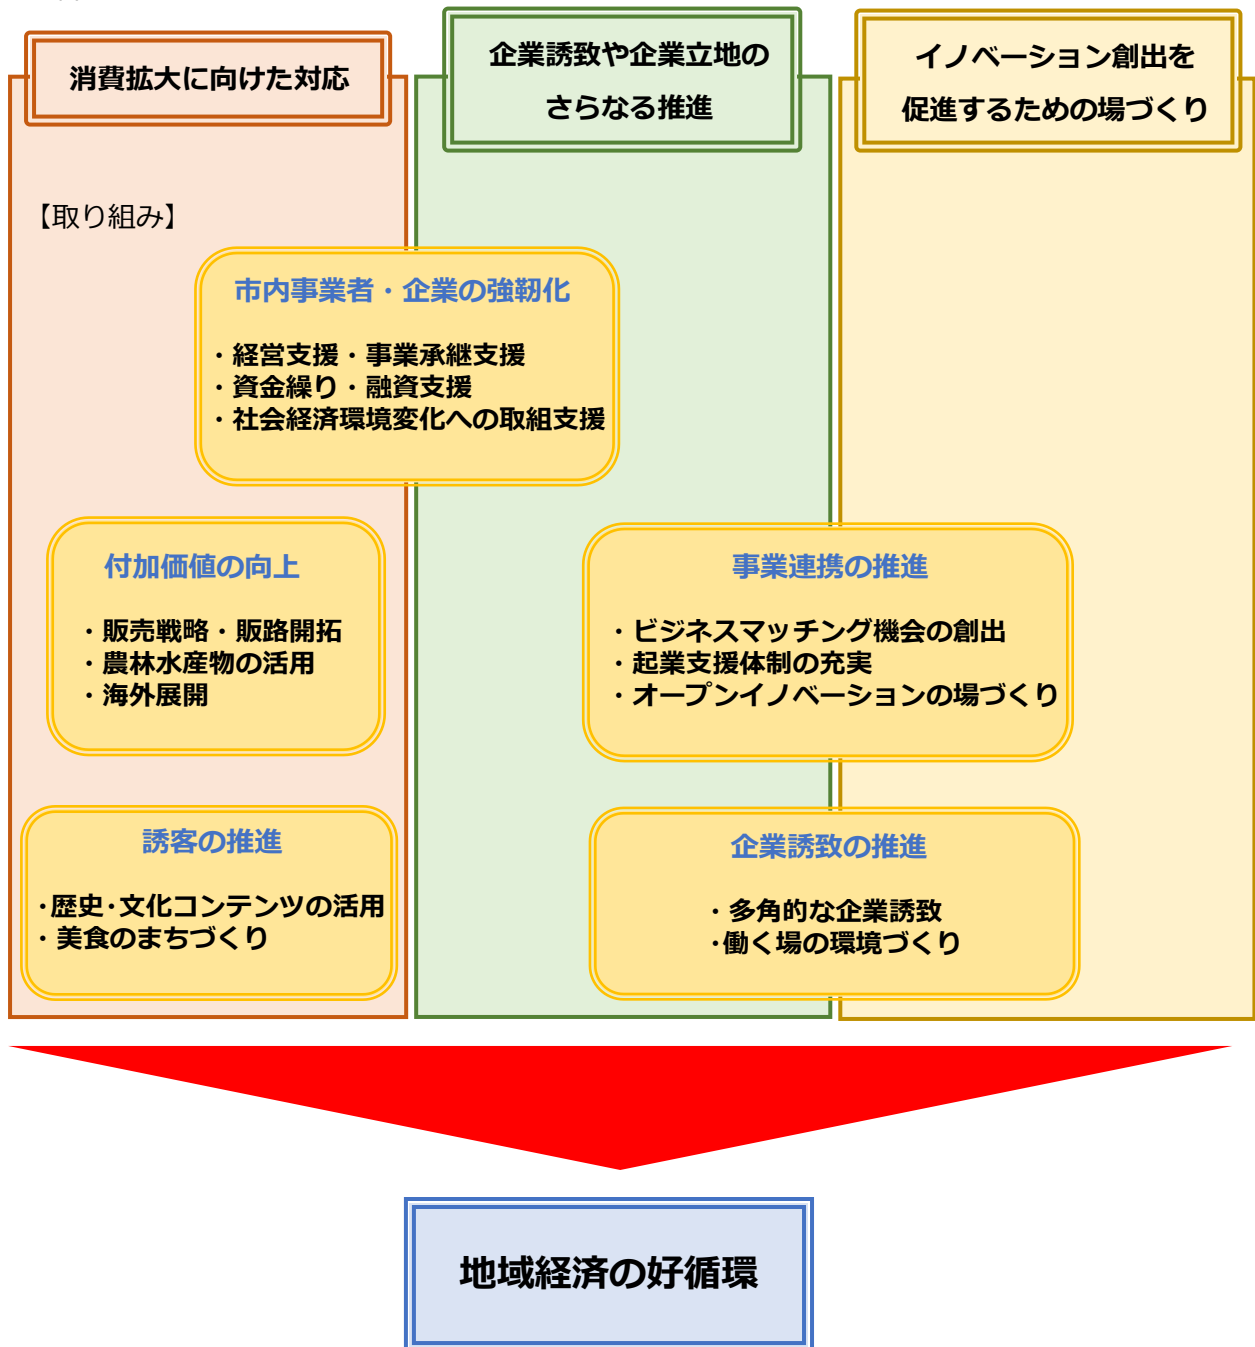 消費拡大に向けた対応
企業誘致や企業立地の
さらなる推進
イノベーション創出を
促進するための場づくり
【取り組み】
市内事業者・企業の強靭化
・経営支援・事業承継支援
・資金繰り・融資支援
・社会経済環境変化への取組支援
付加価値の向上
・販売戦略・販路開拓
・農林水産物の活用
・海外展開
事業連携の推進
・ビジネスマッチング機会の創出
・起業支援体制の充実
・オープンイノベーションの場づくり
誘客の推進
・歴史・文化コンテンツの活用
・美食のまちづくり
企業誘致の推進
・多角的な企業誘致
・働く場の環境づくり
地域経済の好循環